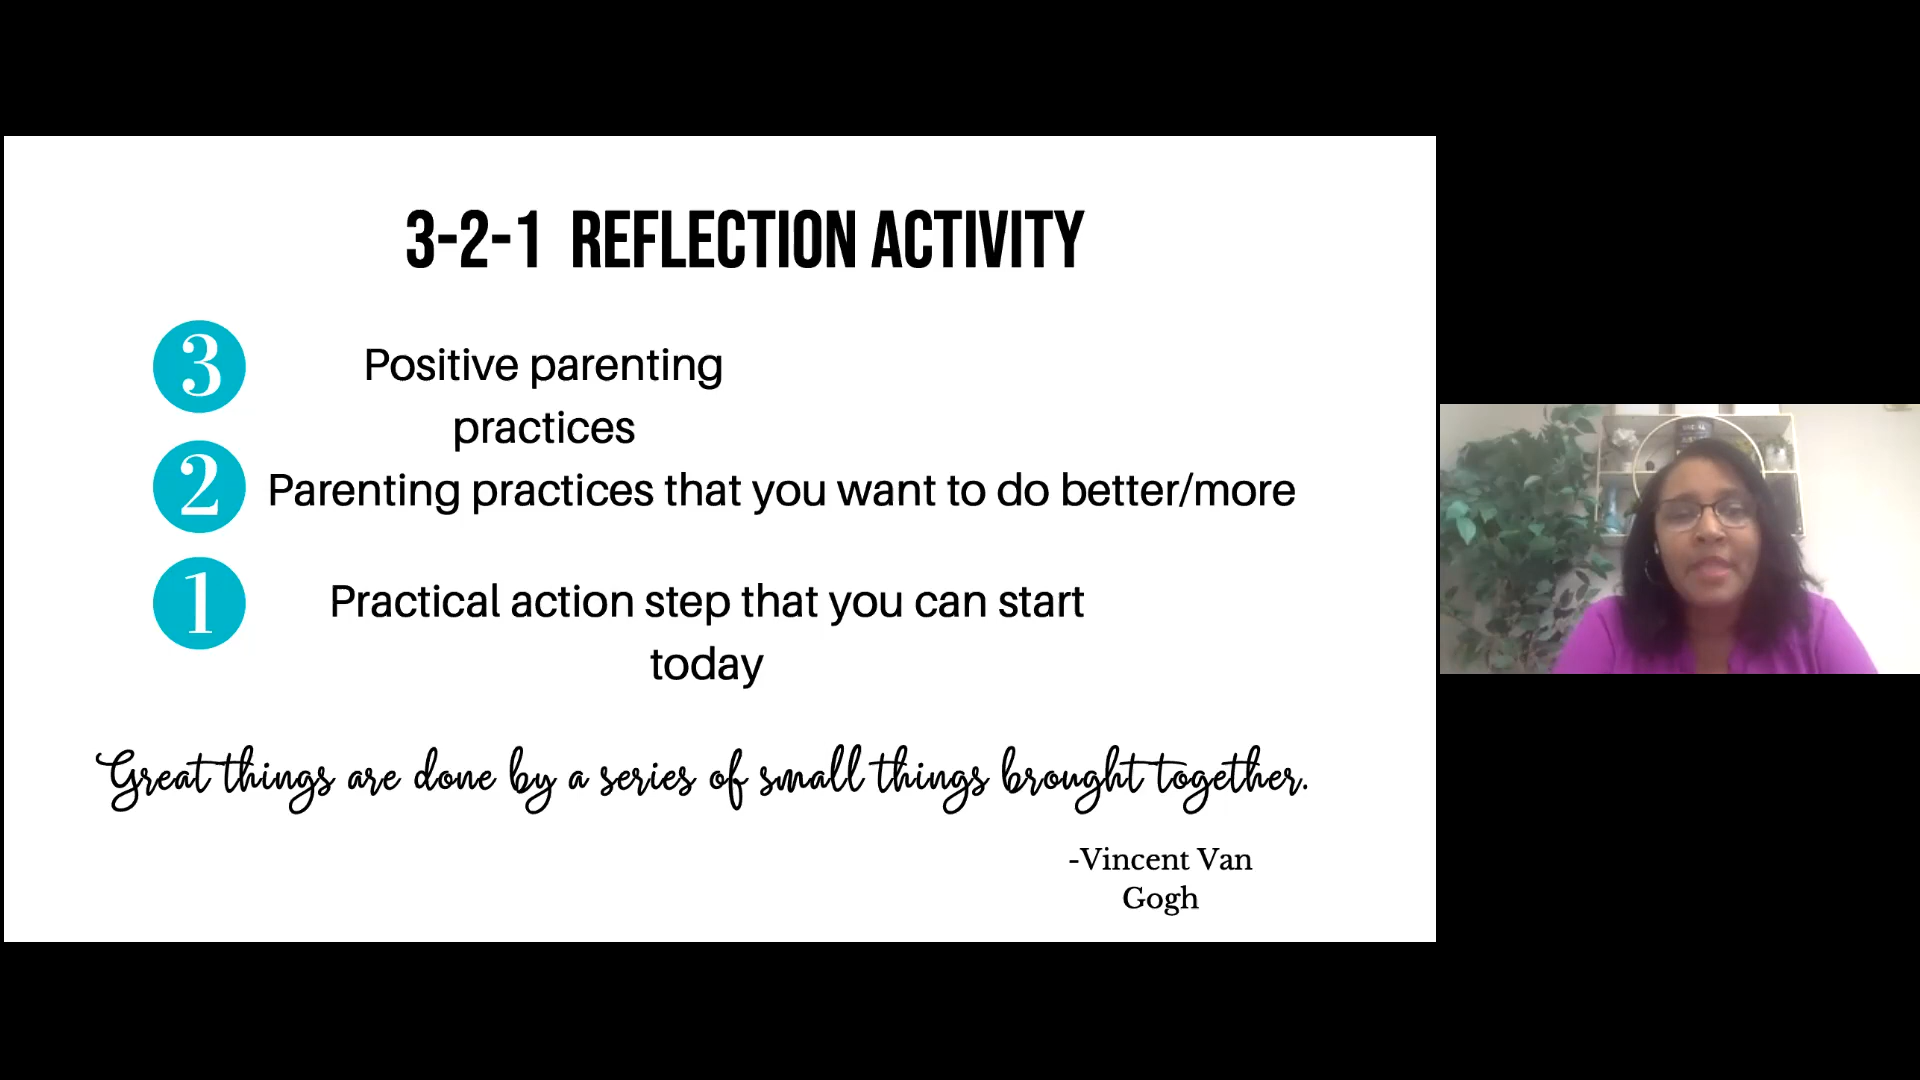 3-2-1 REFLECTION ACTIVITY
3
Positive parenting
practices
2
Parenting practices that you want to do better/more
1
Practical action step that you can start
today
Great things are done by a series of small things brought together.
-Vincent Van
Gogh